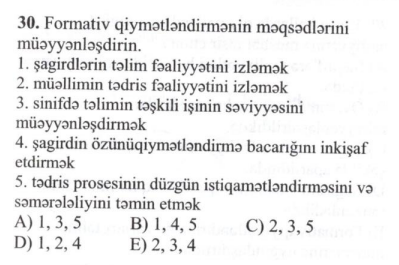 30. Formativ qiymətləndirmənin məqsədlərini
müəyyənləşdirin.
1. şagirdlərin təlim fəaliyyətini izləmək
2. müəllimin tədris fəaliyyətini izləmək
3. sinifdə təlimin təşkili işinin səviyyəsini
müəyyənləşdirmək
4. şagirdin özünüqiymətləndirmə bacarığını inkişaf
etdirmək
5. tədris prosesinin düzgün istiqamətləndirməsini və
səmərələliyini təmin etmək
A) 1, 3, 5 B) 1, 4, 5 C) 2, 3, 5
D) 1, 2, 4 E) 2, 3, 4